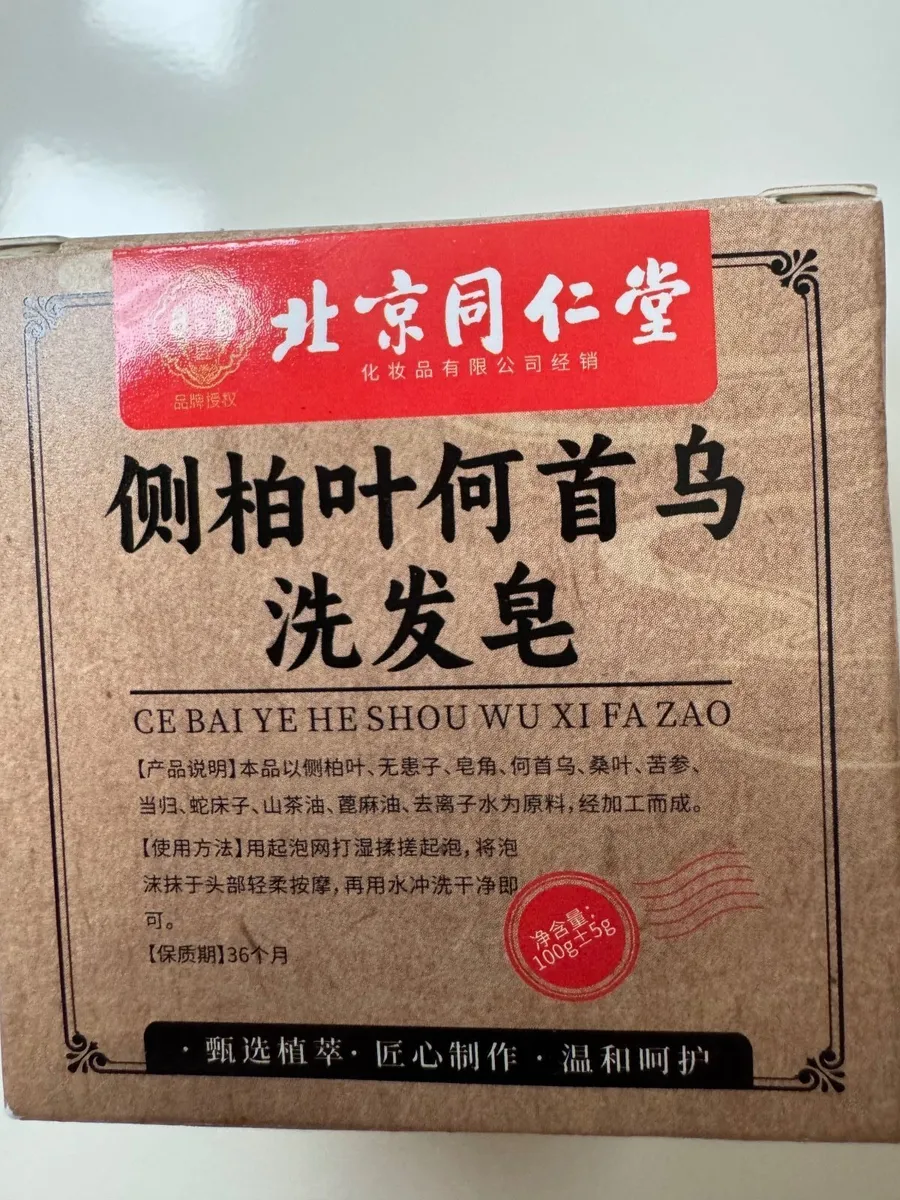 北京同仁堂
化妆品有限公司经销
品牌授权
侧柏叶何首乌
洗发皂
CE BAI YE HE SHOU WU XI FA ZAO
【产品说明】本品以侧柏叶、无患子、皂角、何首乌、桑叶、苦参、
当归、蛇床子、山茶油、蓖麻油、去离子水为原料,经加工而成。
【使用方法】用起泡网打湿揉搓起泡,将泡
沫抹于头部轻柔按摩,再用水冲洗干净即
可。
【保质期】36个月
净含量:
100g±5g
·甄选植萃·匠心制作·温和呵护